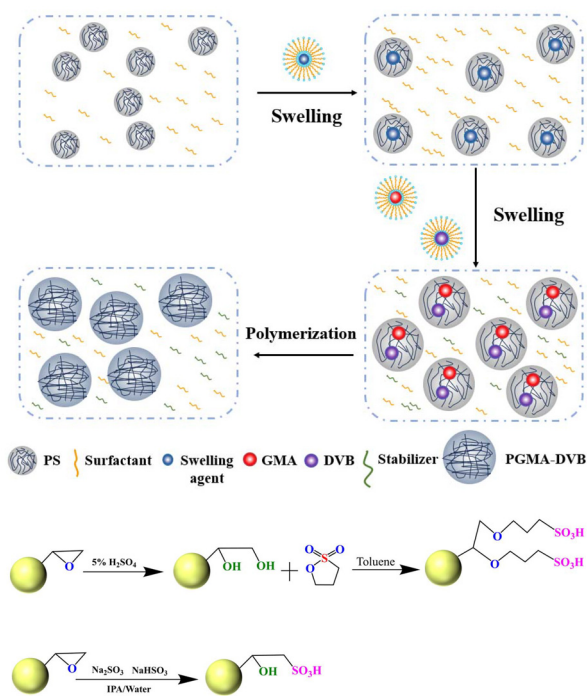 Swelling
Swelling
Polymerization
PS
Surfactant
Swelling agent
GMA
DVB
Stabilizer
PGMA-DVB
O
5% H₂SO₄
OH
OH
+
O
S
O
O
Toluene
O
SO₃H
O
SO₃H
O
Na₂SO₃ NaHSO₃
IPA/Water
OH
SO₃H